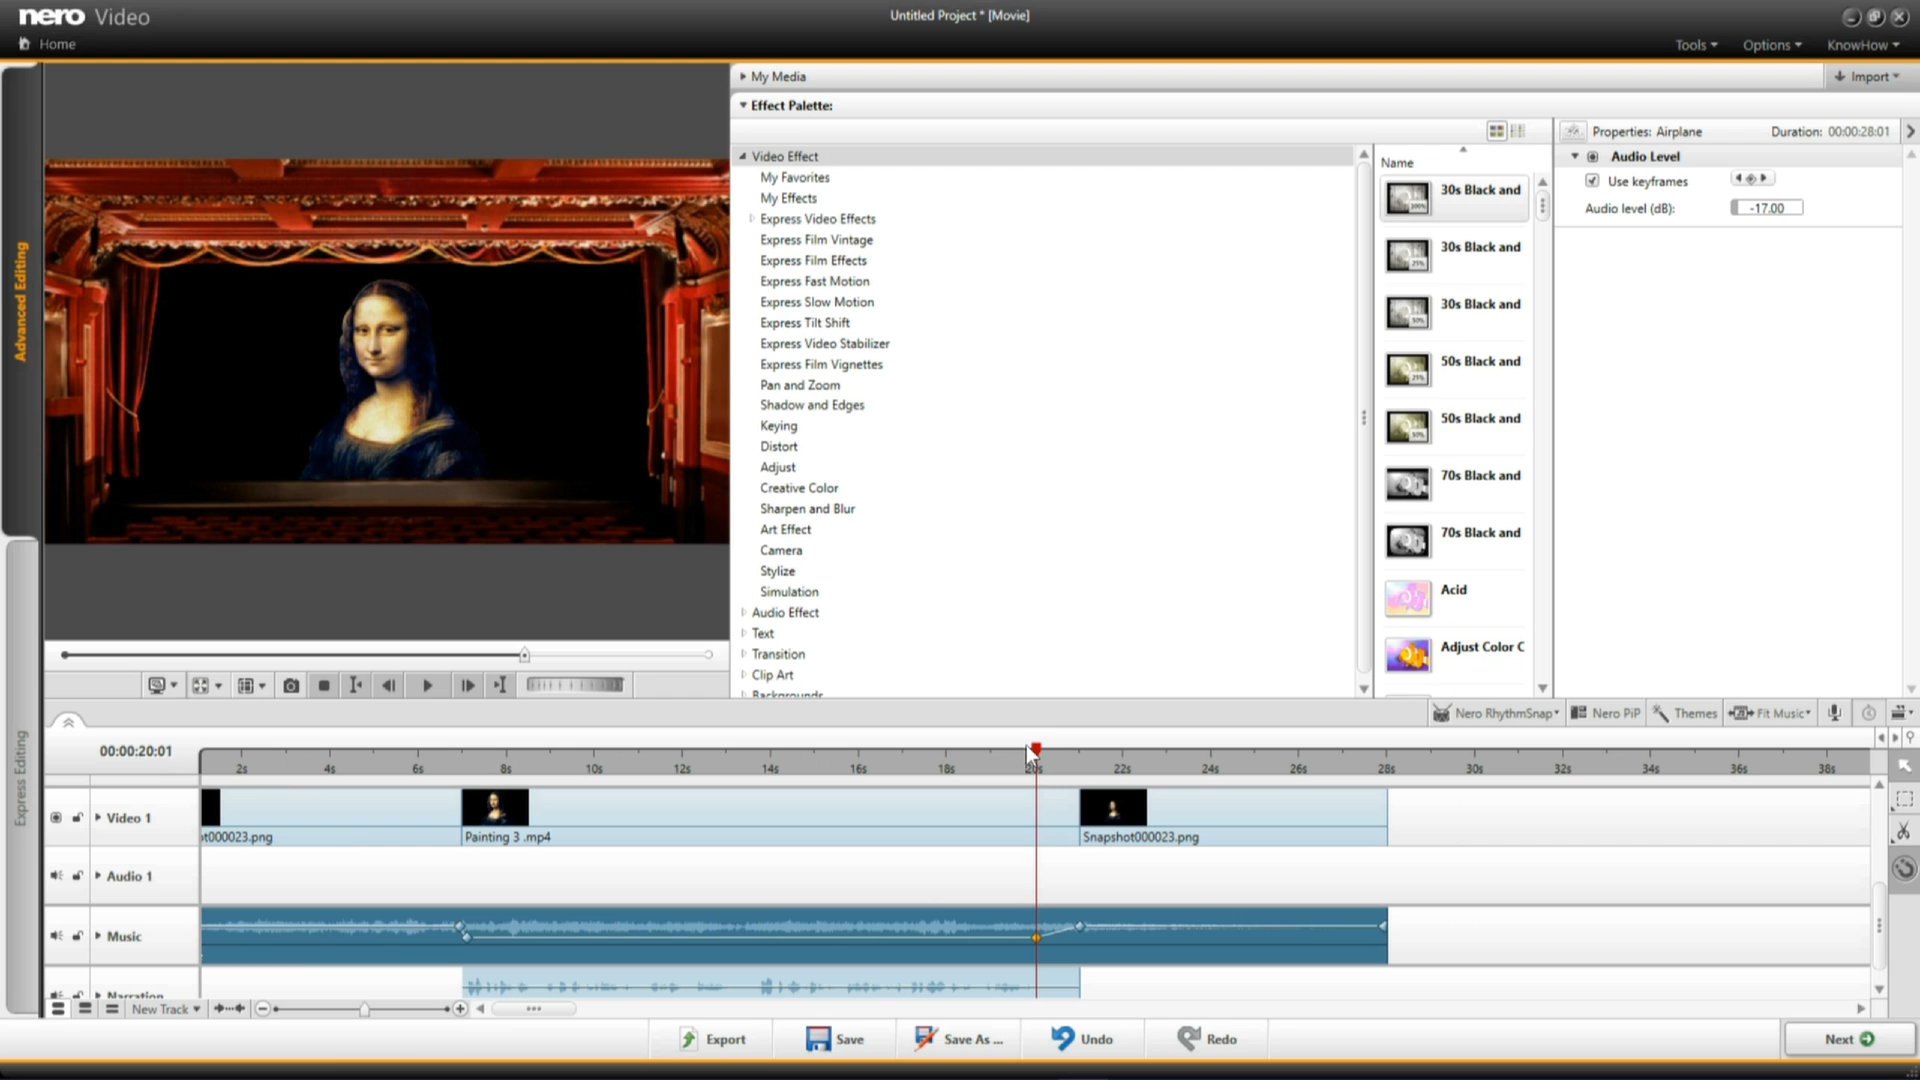 nero Video
Untitled Project * [Movie]
Home
Tools
Options
KnowHow
Advanced Editing
Express Editing
My Media
Import
Effect Palette:
Video Effect
My Favorites
My Effects
Express Video Effects
Express Film Vintage
Express Film Effects
Express Fast Motion
Express Slow Motion
Express Tilt Shift
Express Video Stabilizer
Express Film Vignettes
Pan and Zoom
Shadow and Edges
Keying
Distort
Adjust
Creative Color
Sharpen and Blur
Art Effect
Camera
Stylize
Simulation
Audio Effect
Text
Transition
Clip Art
Backgrounds
Name
30s Black and
30s Black and
30s Black and
50s Black and
50s Black and
70s Black and
70s Black and
Acid
Adjust Color C
Properties: Airplane
Duration: 00:00:28:01
Audio Level
Use keyframes
Audio level (dB):
-17.00
Nero RhythmSnap
Nero PiP
Themes
Fit Music
00:00:20:01
2s 4s 6s 8s 10s 12s 14s 16s 18s 20s 22s 24s 26s 28s 30s 32s 34s 36s 38s
Video 1
t000023.png
Painting 3 .mp4
Snapshot000023.png
Audio 1
Music
Narration
New Track
Export
Save
Save As ...
Undo
Redo
Next